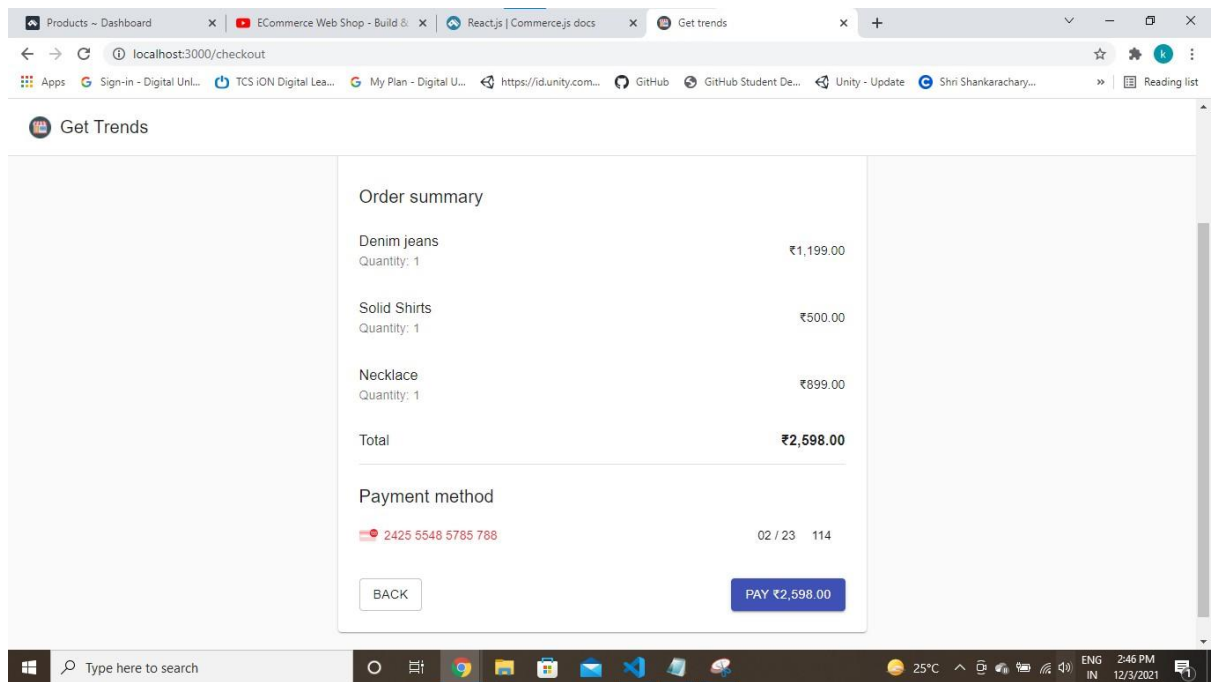 Products ~ Dashboard ECommerce Web Shop - Build & React.js | Commerce.js docs Get trends
localhost:3000/checkout
Apps Sign-in - Digital Unl... TCS iON Digital Lea... My Plan - Digital U... https://id.unity.com... GitHub GitHub Student De... Unity - Update Shri Shankarachary... » Reading list
Get Trends
Order summary
Denim jeans ₹1,199.00
Quantity: 1
Solid Shirts ₹500.00
Quantity: 1
Necklace ₹899.00
Quantity: 1
Total ₹2,598.00
Payment method
2425 5548 5785 788 02 / 23 114
BACK PAY ₹2,598.00
Type here to search 25°C ENG 2:46 PM
IN 12/3/2021